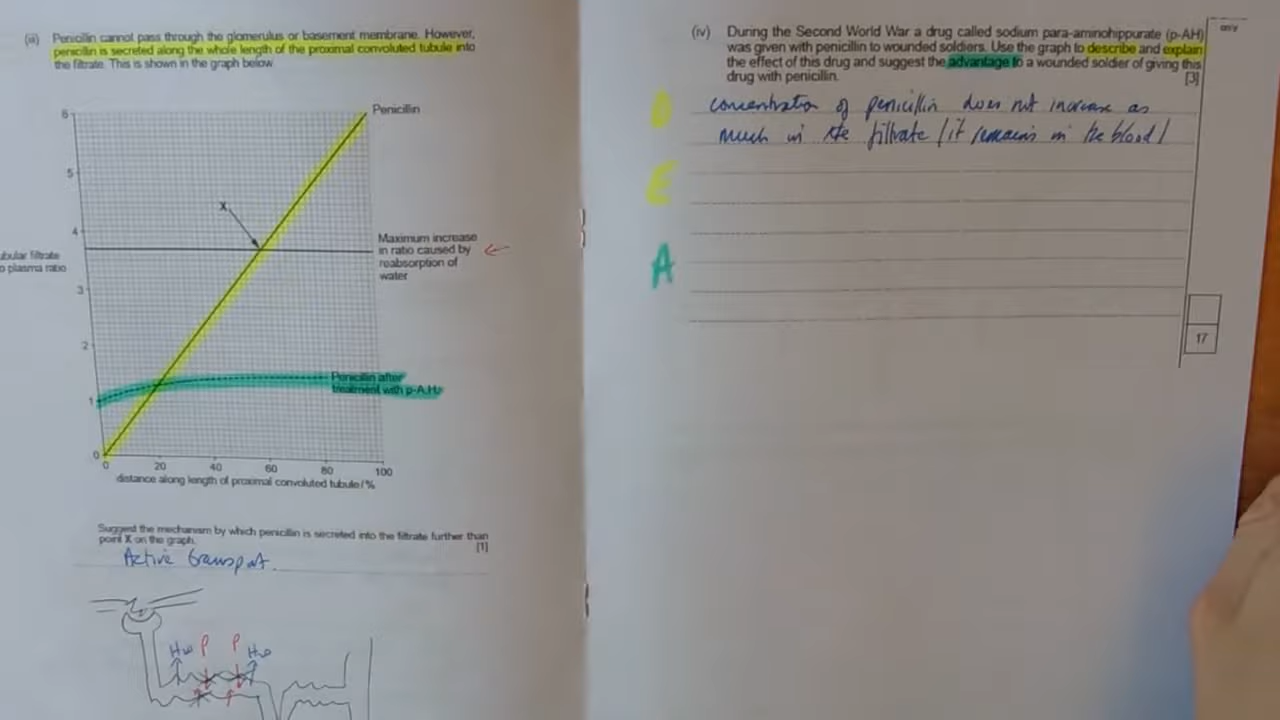 (iii) Penicillin cannot pass through the glomerulus or basement membrane. However,
penicillin is secreted along the whole length of the proximal convoluted tubule into
the filtrate. This is shown in the graph below.
6
Penicillin
5
X
4
Maximum increase
in ratio caused by
reabsorption of
water
plasma ratio
3
2
Penicillin after
treatment with p-A.H.
1
0
0 20 40 60 80 100
distance along length of proximal convoluted tubule / %
Suggest the mechanism by which penicillin is secreted into the filtrate further than
point X on the graph.
[1]
Active transport.
H₂O P P H₂O
(iv) During the Second World War a drug called sodium para-aminohippurate (p-AH)
was given with penicillin to wounded soldiers. Use the graph to describe and explain
the effect of this drug and suggest the advantage to a wounded soldier of giving this
drug with penicillin.
[3]
only
D concentration of penicillin does not increase as
much in the filtrate / it remains in the blood /
E
A
17